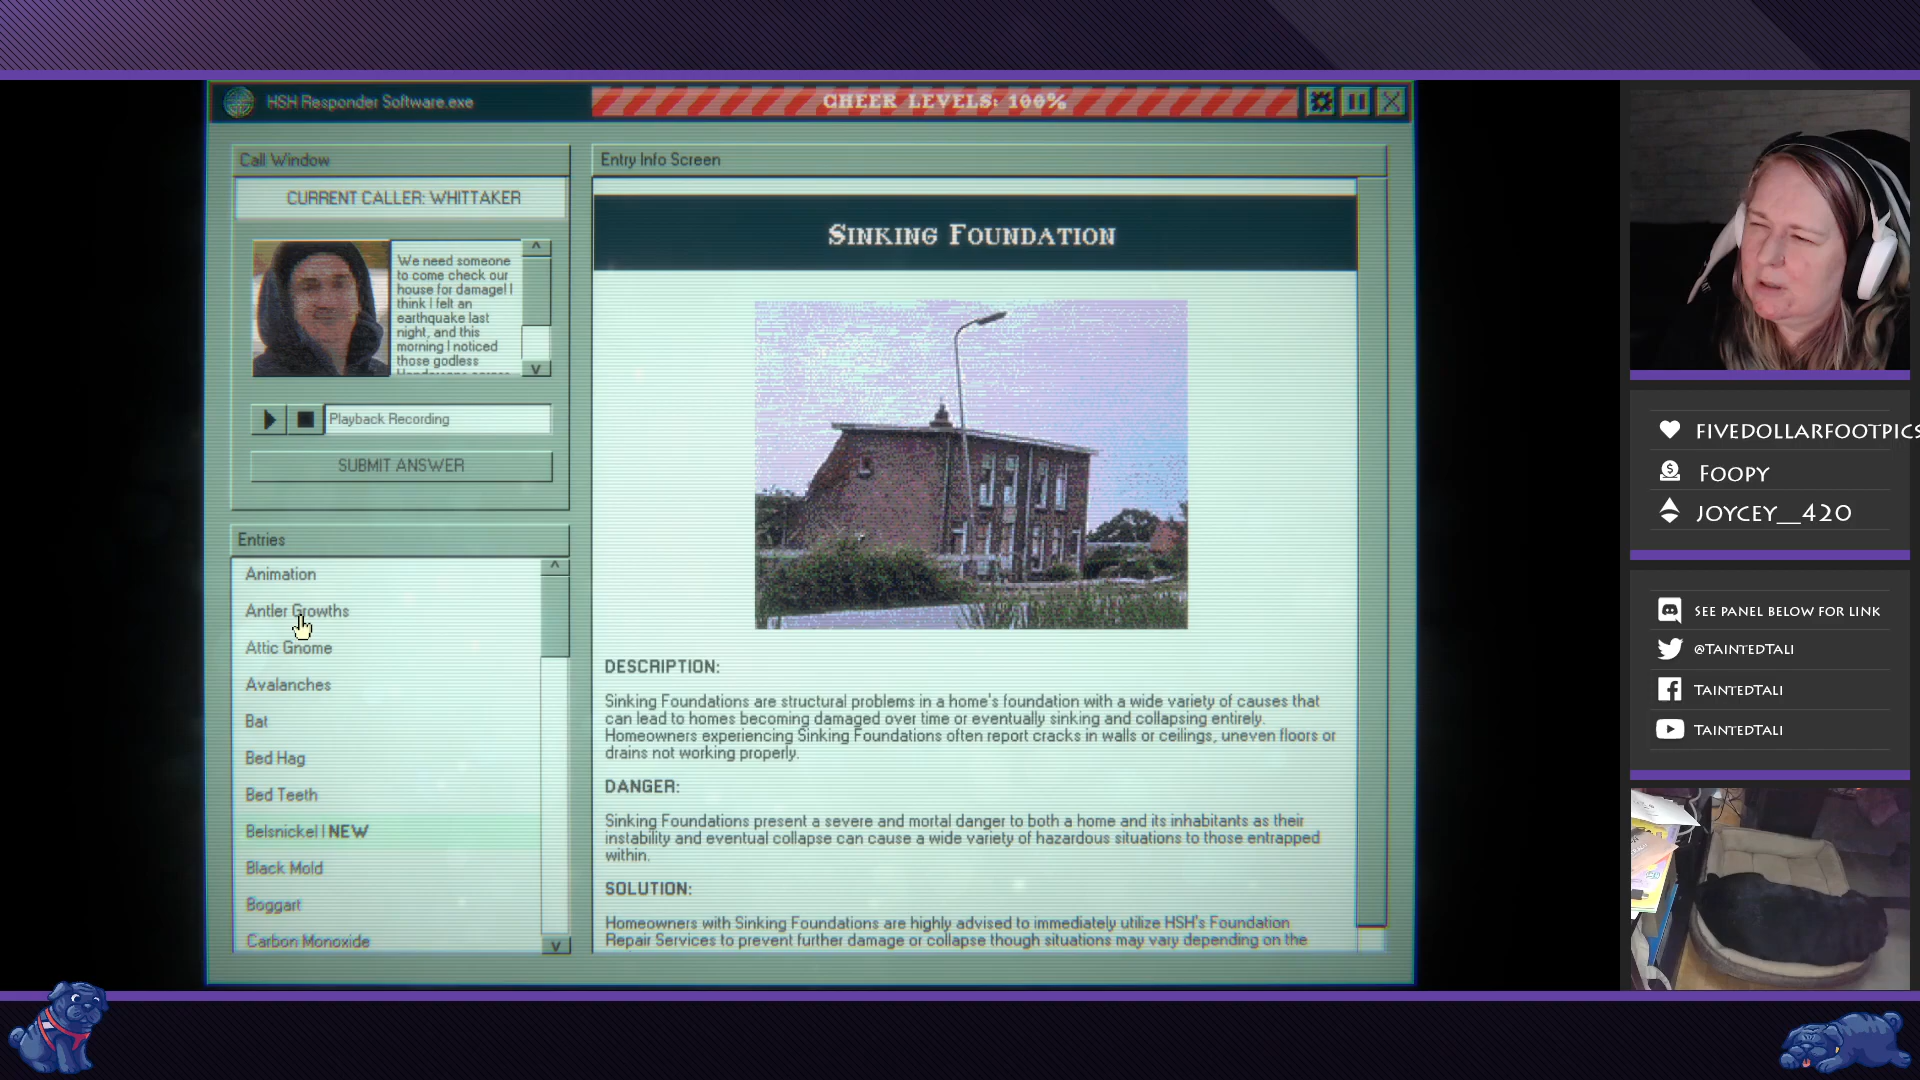 HSH Responder Software.exe
CHEER LEVELS: 100%
Call Window
CURRENT CALLER: WHITTAKER
We need someone
to come check our
house for damage! I
think I felt an
earthquake last
night, and this
morning I noticed
those godless
Playback Recording
SUBMIT ANSWER
Entries
Animation
Antler Growths
Attic Gnome
Avalanches
Bat
Bed Hag
Bed Teeth
Belsnickel | NEW
Black Mold
Boggart
Carbon Monoxide
Entry Info Screen
SINKING FOUNDATION
DESCRIPTION:
Sinking Foundations are structural problems in a home's foundation with a wide variety of causes that
can lead to homes becoming damaged over time or eventually sinking and collapsing entirely.
Homeowners experiencing Sinking Foundations often report cracks in walls or ceilings, uneven floors or
drains not working properly.
DANGER:
Sinking Foundations present a severe and mortal danger to both a home and its inhabitants as their
instability and eventual collapse can cause a wide variety of hazardous situations to those entrapped
within.
SOLUTION:
Homeowners with Sinking Foundations are highly advised to immediately utilize HSH's Foundation
Repair Services to prevent further damage or collapse though situations may vary depending on the
FIVEDOLLARFOOTPICS
FOOPY
JOYCEY__420
SEE PANEL BELOW FOR LINK
@TAINTEDTALI
TAINTEDTALI
TAINTEDTALI